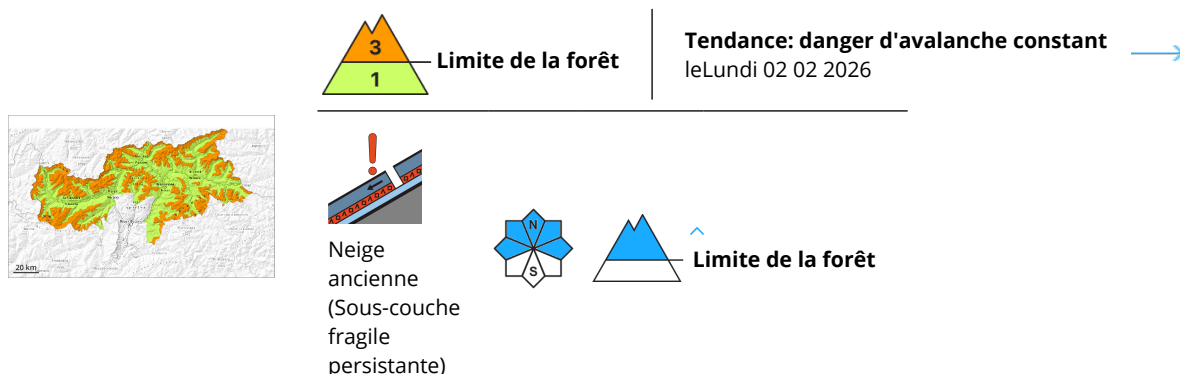 3
1
Limite de la forêt
Tendance: danger d'avalanche constant
leLundi 02 02 2026
20 km
Neige
ancienne
(Sous-couche
fragile
persistante)
N
S
Limite de la forêt